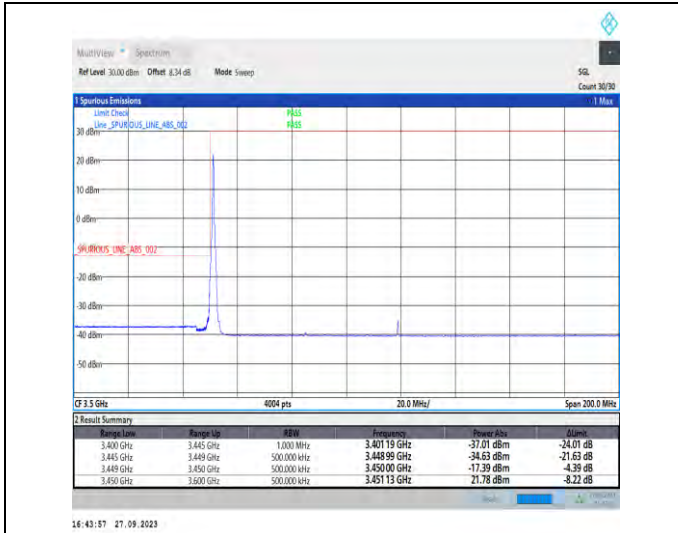 MultiView Spectrum
Ref Level 30.00 dBm Offset 8.34 dB Mode Sweep SGL
Count 30/30
1 Spurious Emissions 1 Max
Limit Check PASS
Line _SPURIOUS_LINE_ABS_002 PASS
30 dBm
20 dBm
10 dBm
0 dBm
_SPURIOUS_LINE_ABS_002
-20 dBm
-30 dBm
-40 dBm
-50 dBm
CF 3.5 GHz 4004 pts 20.0 MHz/ Span 200.0 MHz
2 Result Summary
Range Low Range Up RBW Frequency Power Abs ΔLimit
3.400 GHz 3.445 GHz 1.000 MHz 3.401 19 GHz -37.01 dBm -24.01 dB
3.445 GHz 3.449 GHz 500.000 kHz 3.448 99 GHz -34.63 dBm -21.63 dB
3.449 GHz 3.450 GHz 500.000 kHz 3.450 00 GHz -17.39 dBm -4.39 dB
3.450 GHz 3.600 GHz 500.000 kHz 3.451 13 GHz 21.78 dBm -8.22 dB
16:43:57 27.09.2023